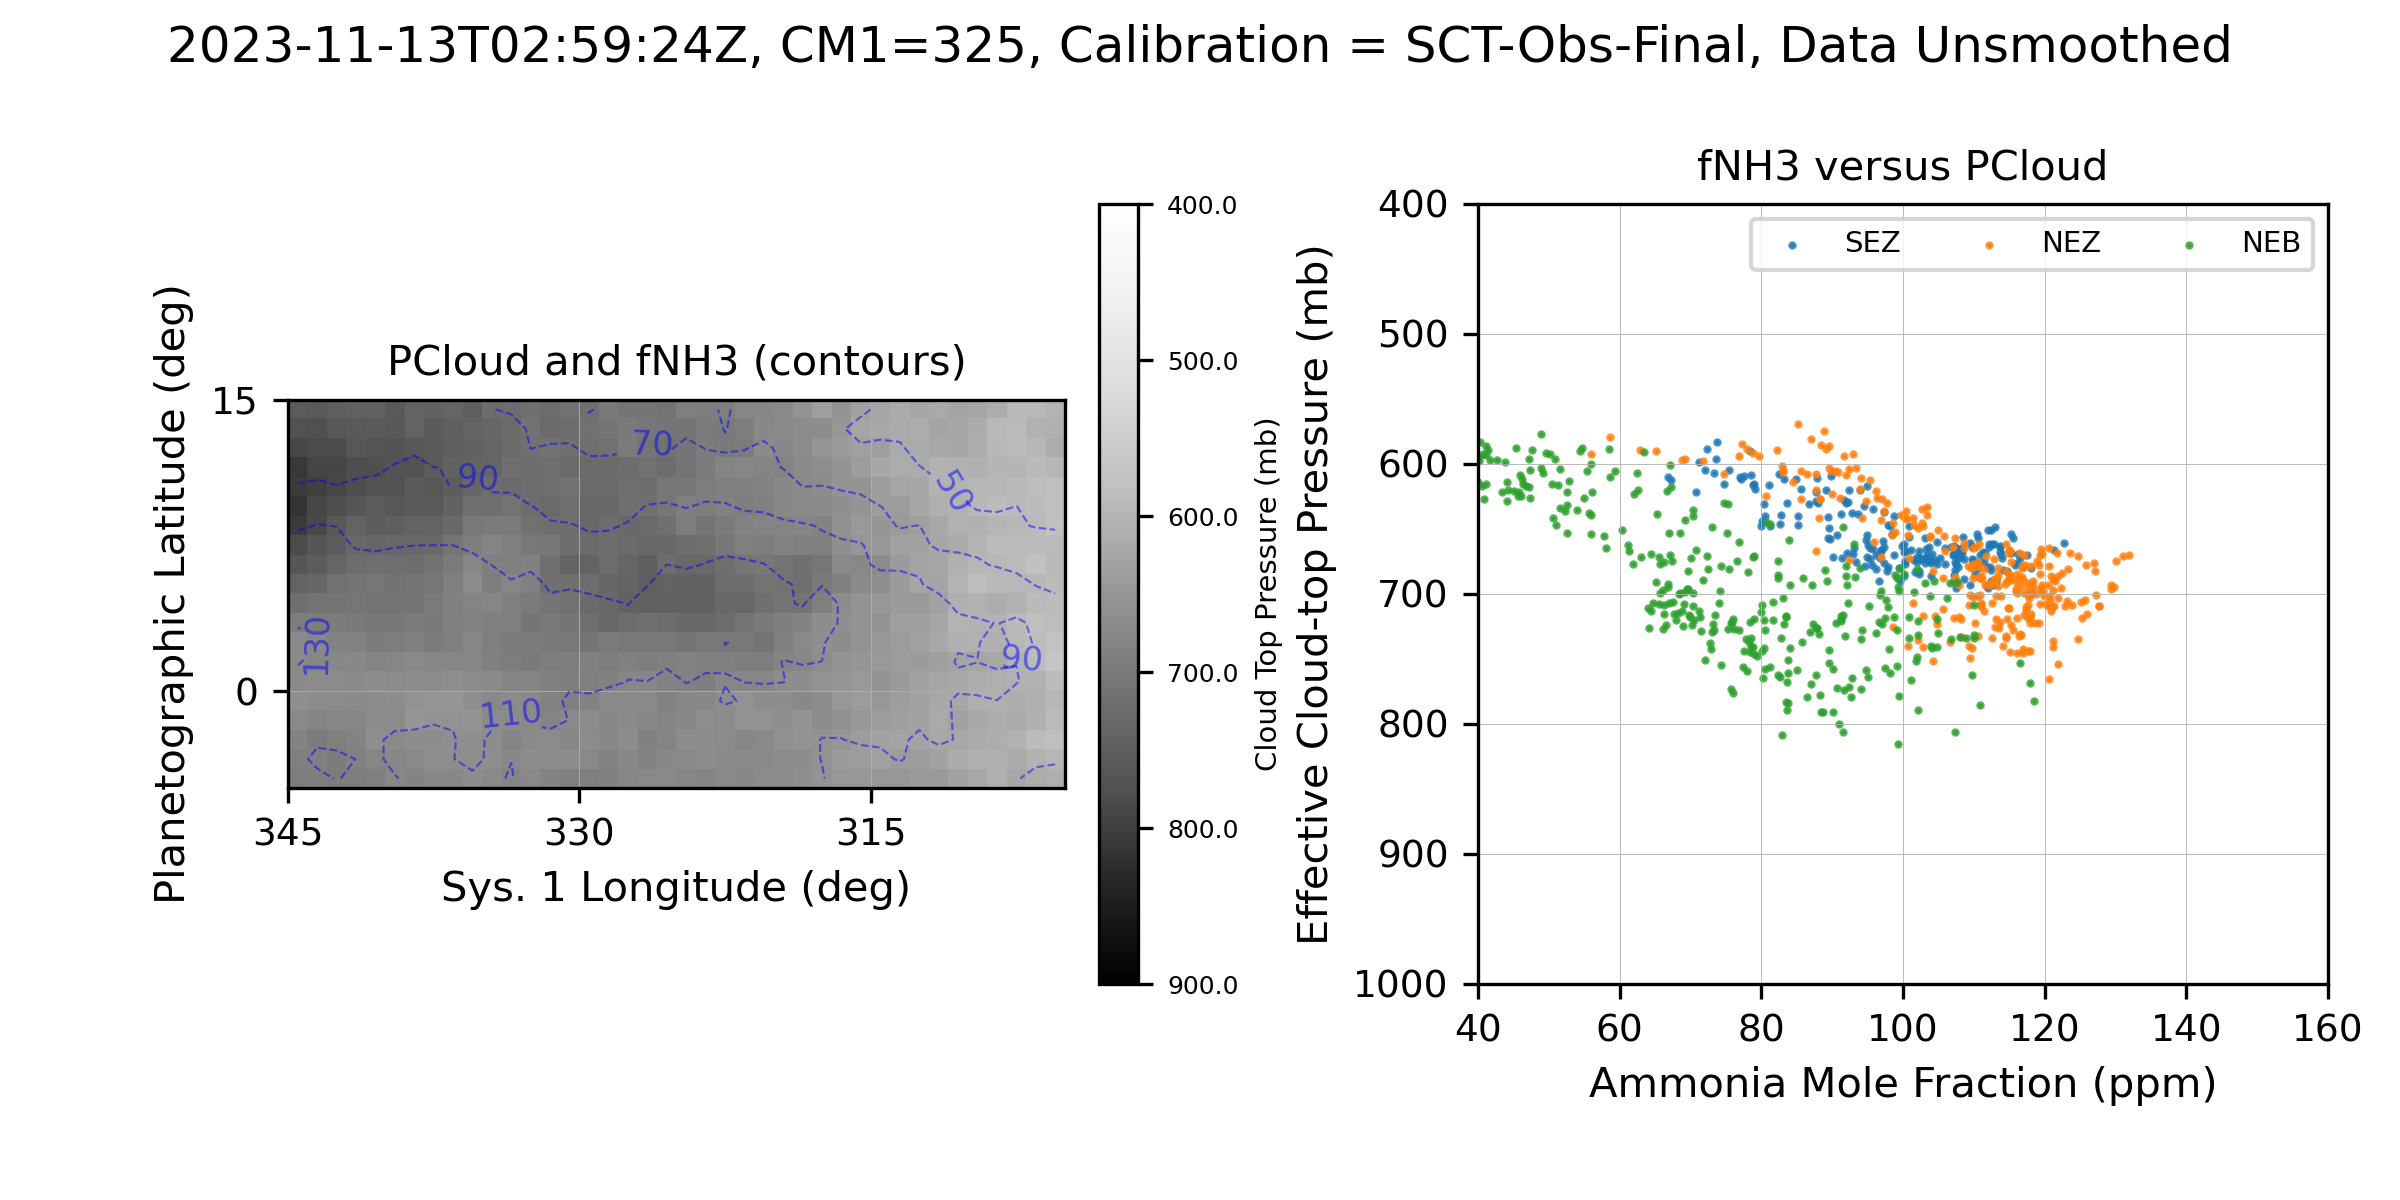 2023-11-13T02:59:24Z, CM1=325, Calibration = SCT-Obs-Final, Data Unsmoothed
PCloud and fNH3 (contours)
Planetographic Latitude (deg)
15
0
70
90
50
130
90
110
345
330
315
Sys. 1 Longitude (deg)
400.0
500.0
600.0
700.0
800.0
900.0
Cloud Top Pressure (mb)
fNH3 versus PCloud
Effective Cloud-top Pressure (mb)
400
500
600
700
800
900
1000
SEZ
NEZ
NEB
40
60
80
100
120
140
160
Ammonia Mole Fraction (ppm)